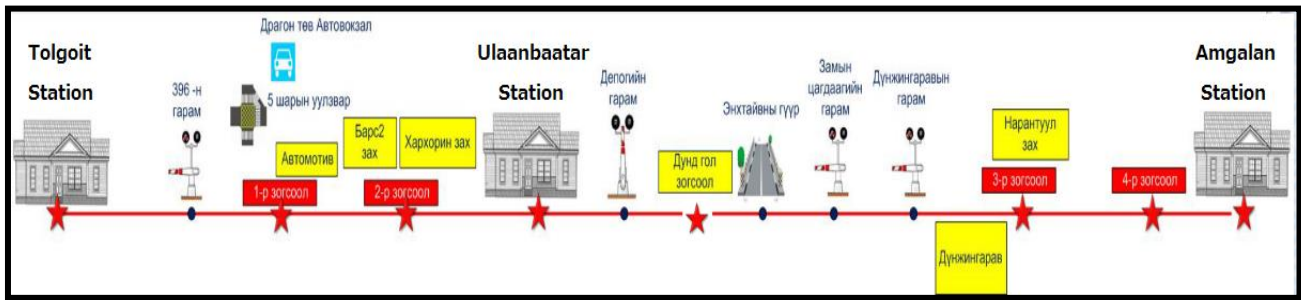 Tolgoit
Station
396 -н
гарам
Драгон төв Автовокзал
5 шарын уулзвар
Автомотив
1-р зогсоол
Барс2
зах
Хархорин зах
2-р зогсоол
Ulaanbaatar
Station
Депогийн
гарам
Дунд гол
зогсоол
Энхтайвны гүүр
Замын
цагдаагийн
гарам
Дүнжингаравын
гарам
Дүнжингарав
Нарантуул
зах
3-р зогсоол
4-р зогсоол
Amgalan
Station